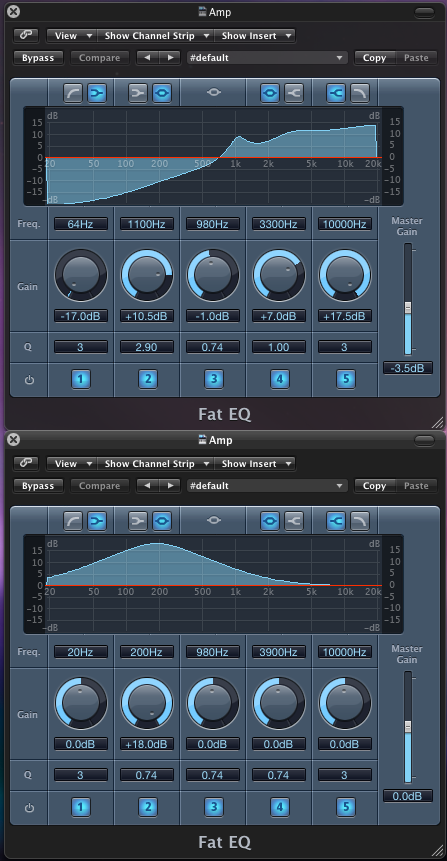 Amp
View Show Channel Strip Show Insert
Bypass Compare #default Copy Paste
dB dB
15 15
10 10
5 5
0 20 50 100 200 500 1k 2k 5k 10k 20k 0
-5 5
-10 10
-15 15
-dB -dB
Freq. 64Hz 1100Hz 980Hz 3300Hz 10000Hz Master Gain
Gain -17.0dB +10.5dB -1.0dB +7.0dB +17.5dB
Q 3 2.90 0.74 1.00 3 -3.5dB
1 2 3 4 5
Fat EQ
Amp
View Show Channel Strip Show Insert
Bypass Compare #default Copy Paste
dB dB
15 15
10 10
5 5
-0 20 50 100 200 500 1k 2k 5k 10k 20k 0
-5 5
-10 10
-15 15
-dB -dB
Freq. 20Hz 200Hz 980Hz 3900Hz 10000Hz Master Gain
Gain 0.0dB +18.0dB 0.0dB 0.0dB 0.0dB
Q 3 0.74 0.74 0.74 3 0.0dB
1 2 3 4 5
Fat EQ